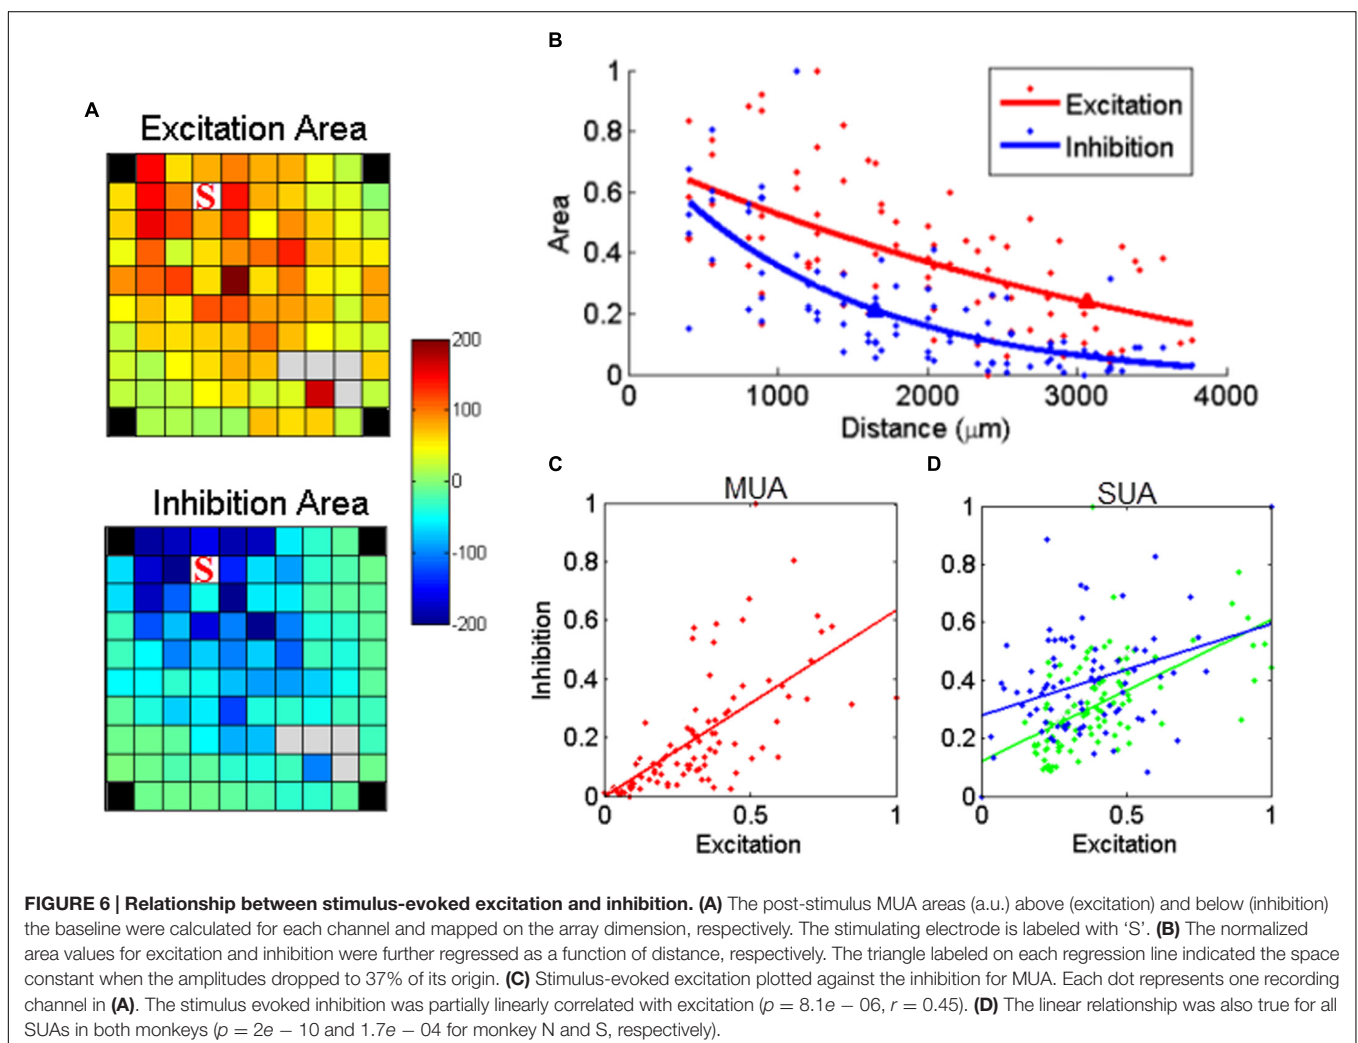 A
Excitation Area
S
200
100
0
-100
-200
Inhibition Area
S
B
1
0.8
0.6
0.4
0.2
0
Area
0
1000
2000
3000
4000
Distance (μm)
Excitation
Inhibition
C
MUA
1
0.8
0.6
0.4
0.2
0
Inhibition
0
0.5
1
Excitation
D
SUA
1
0.8
0.6
0.4
0.2
0
0
0.5
1
Excitation
FIGURE 6 | Relationship between stimulus-evoked excitation and inhibition. (A) The post-stimulus MUA areas (a.u.) above (excitation) and below (inhibition)
the baseline were calculated for each channel and mapped on the array dimension, respectively. The stimulating electrode is labeled with ‘S’. (B) The normalized
area values for excitation and inhibition were further regressed as a function of distance, respectively. The triangle labeled on each regression line indicated the space
constant when the amplitudes dropped to 37% of its origin. (C) Stimulus-evoked excitation plotted against the inhibition for MUA. Each dot represents one recording
channel in (A). The stimulus evoked inhibition was partially linearly correlated with excitation (p = 8.1e − 06, r = 0.45). (D) The linear relationship was also true for all
SUAs in both monkeys (p = 2e − 10 and 1.7e − 04 for monkey N and S, respectively).